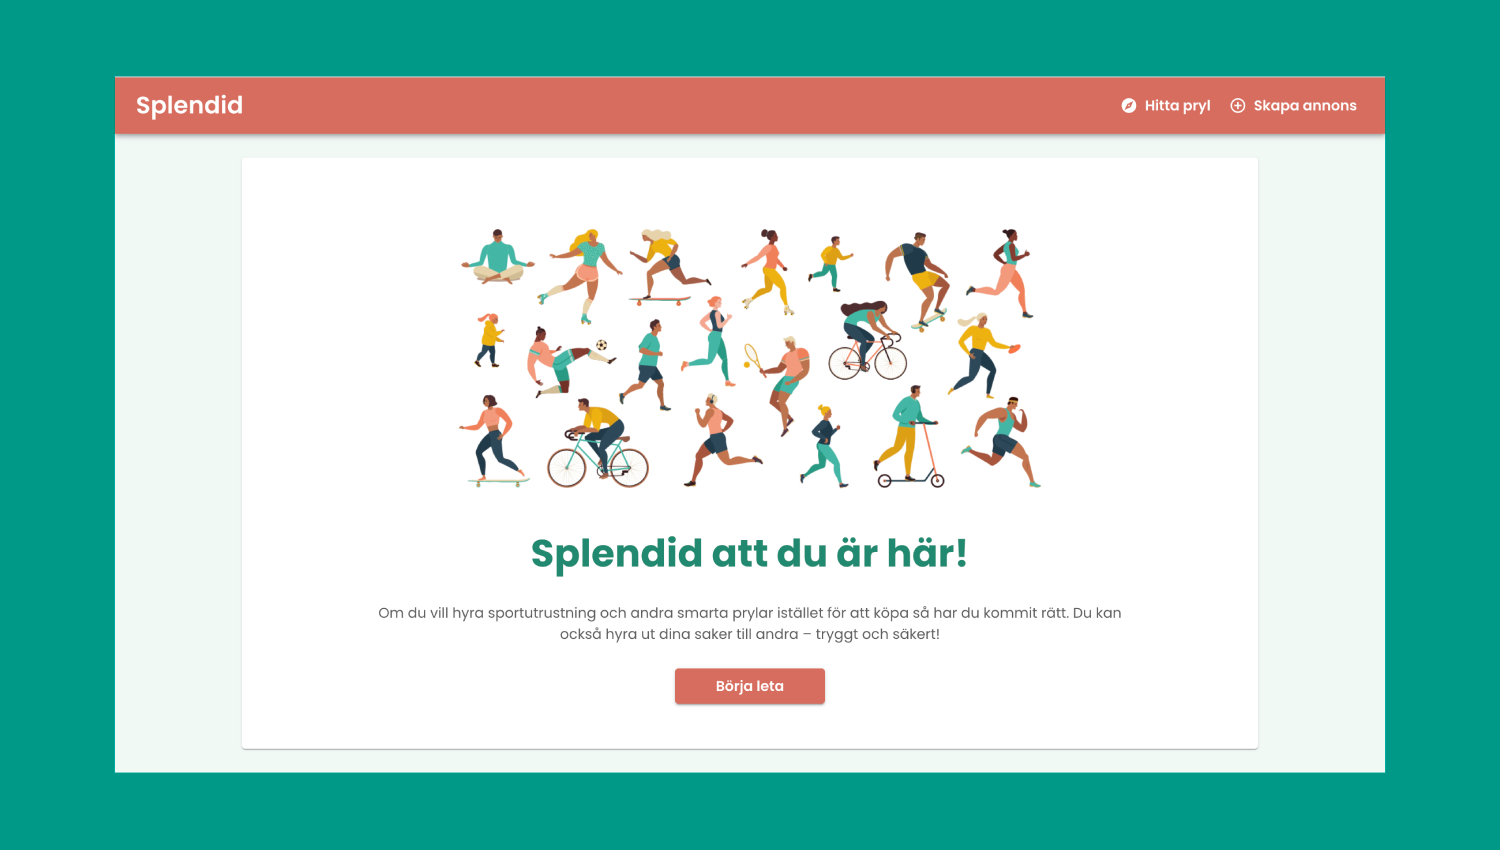 Splendid
Hitta pryl
Skapa annons
Splendid att du är här!
Om du vill hyra sportutrustning och andra smarta prylar istället för att köpa så har du kommit rätt. Du kan
också hyra ut dina saker till andra – tryggt och säkert!
Börja leta